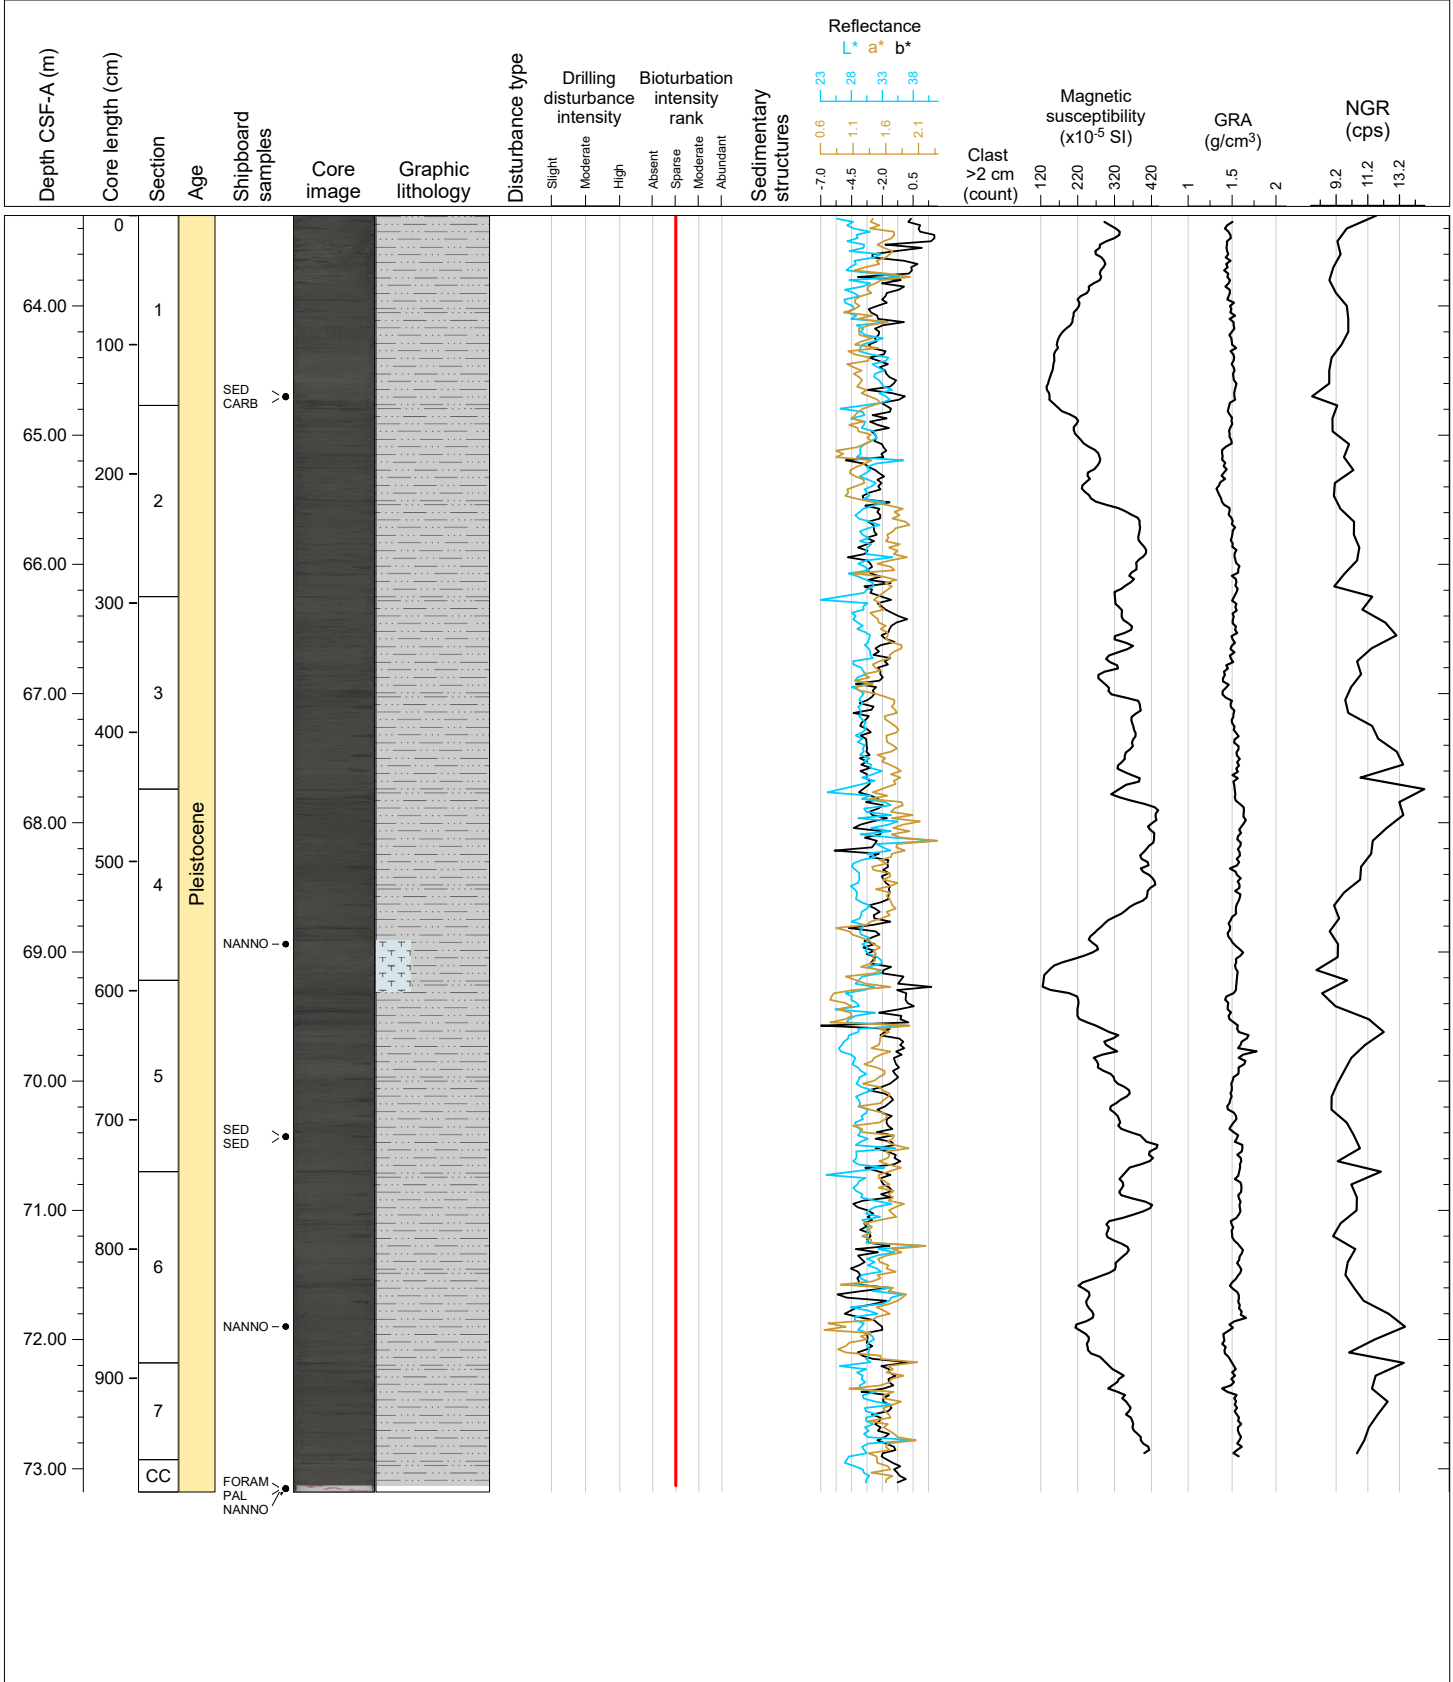 Depth CSF-A (m)
Core length (cm)
Section
Age
Shipboard
samples
Core
image
Graphic
lithology
Disturbance type
Drilling
disturbance
intensity
Slight
Moderate
High
Bioturbation
intensity
rank
Absent
Sparse
Moderate
Abundant
Sedimentary
structures
Reflectance
L* a* b*
23 28 33 38
0.6 1.1 1.6 2.1
-7.0 -4.5 -2.0 0.5
Clast
>2 cm
(count)
Magnetic
susceptibility
(x10-5 SI)
120 220 320 420
GRA
(g/cm3)
1 1.5 2
NGR
(cps)
9.2 11.2 13.2
0
64.00
1
100
SED
CARB
65.00
200
2
66.00
300
67.00
3
400
Pleistocene
68.00
500
4
NANNO
69.00
600
70.00
5
700
SED
SED
71.00
800
6
NANNO
72.00
900
7
73.00
CC
FORAM
PAL
NANNO